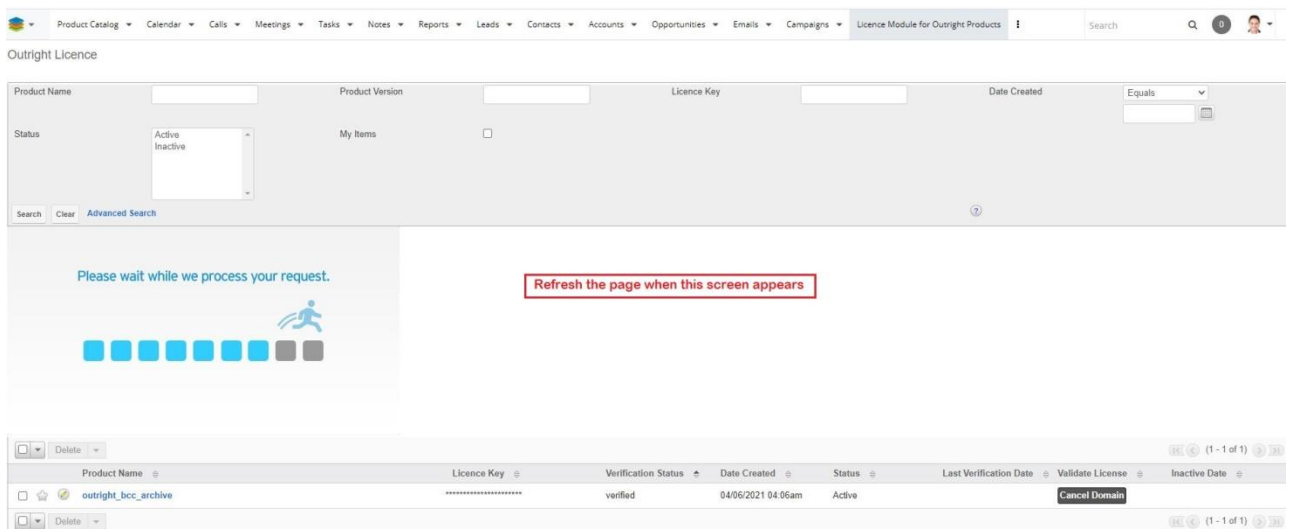 Product Catalog Calendar Calls Meetings Tasks Notes Reports Leads Contacts Accounts Opportunities Emails Campaigns Licence Module for Outright Products Search 0
Outright Licence
Product Name Product Version Licence Key Date Created Equals
Status Active My Items
Inactive
Search Clear Advanced Search ?
Please wait while we process your request.
Refresh the page when this screen appears
Delete (1 - 1 of 1)
Product Name Licence Key Verification Status Date Created Status Last Verification Date Validate License Inactive Date
outright_bcc_archive *********************** verified 04/06/2021 04:06am Active Cancel Domain
Delete (1 - 1 of 1)